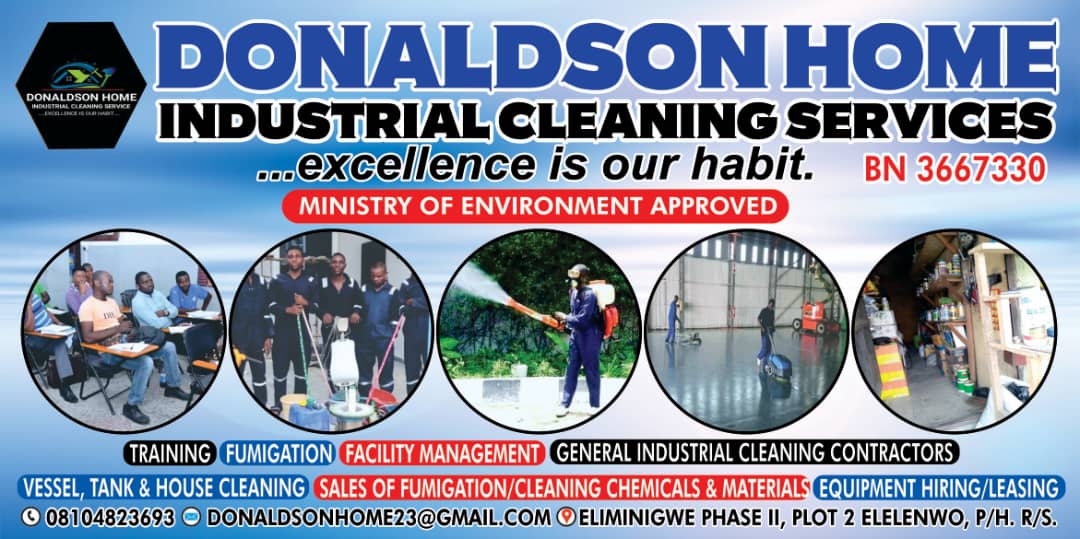 DONALDSON HOME
INDUSTRIAL CLEANING SERVICE
....EXCELLENCE IS OUR HABIT....
DONALDSON HOME
INDUSTRIAL CLEANING SERVICES
...excellence is our habit.
BN 3667330
MINISTRY OF ENVIRONMENT APPROVED
TRAINING FUMIGATION FACILITY MANAGEMENT GENERAL INDUSTRIAL CLEANING CONTRACTORS
VESSEL, TANK & HOUSE CLEANING SALES OF FUMIGATION/CLEANING CHEMICALS & MATERIALS EQUIPMENT HIRING/LEASING
08104823693 DONALDSONHOME23@GMAIL.COM ELIMINIGWE PHASE II, PLOT 2 ELELENWO, P/H. R/S.